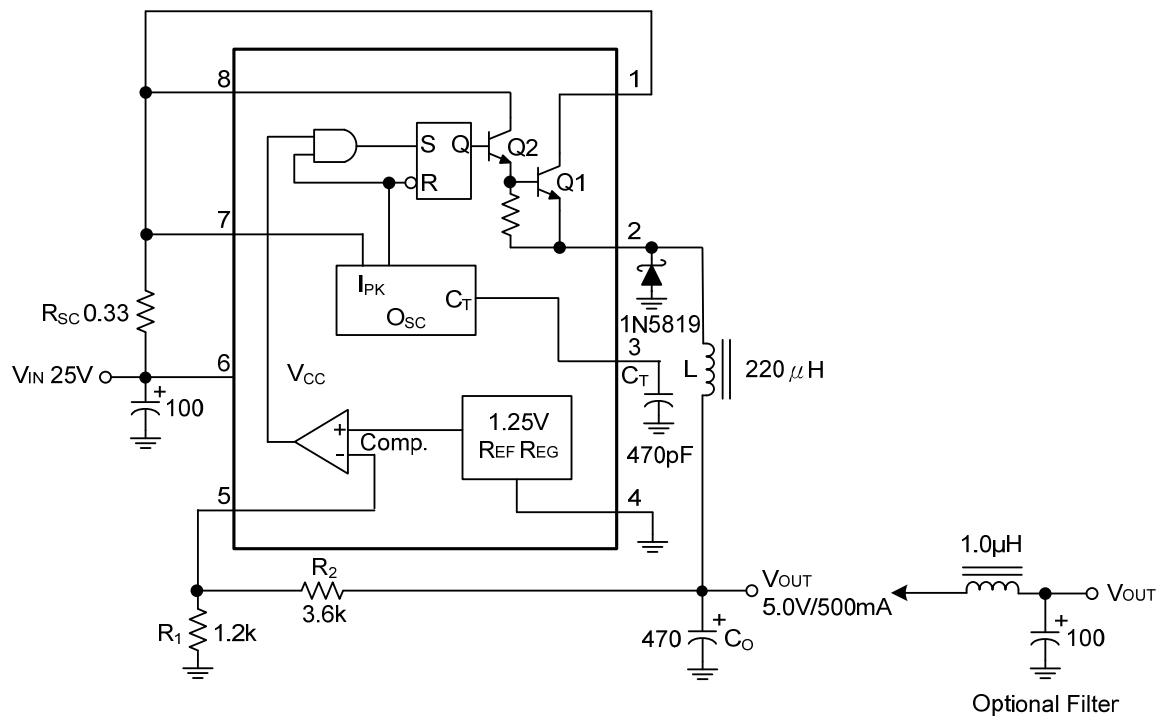 8
1
S
Q
Q2
R
Q1
7
2
IPK
CT
OSC
RSC 0.33
1N5819
3
6
L
220 μH
VIN 25V
VCC
CT
+
100
1.25V
+
Comp.
REF REG
-
470pF
5
4
1.0μH
R2
VOUT
VOUT
3.6k
5.0V/500mA
R1
1.2k
+
470
CO
+
100
Optional Filter